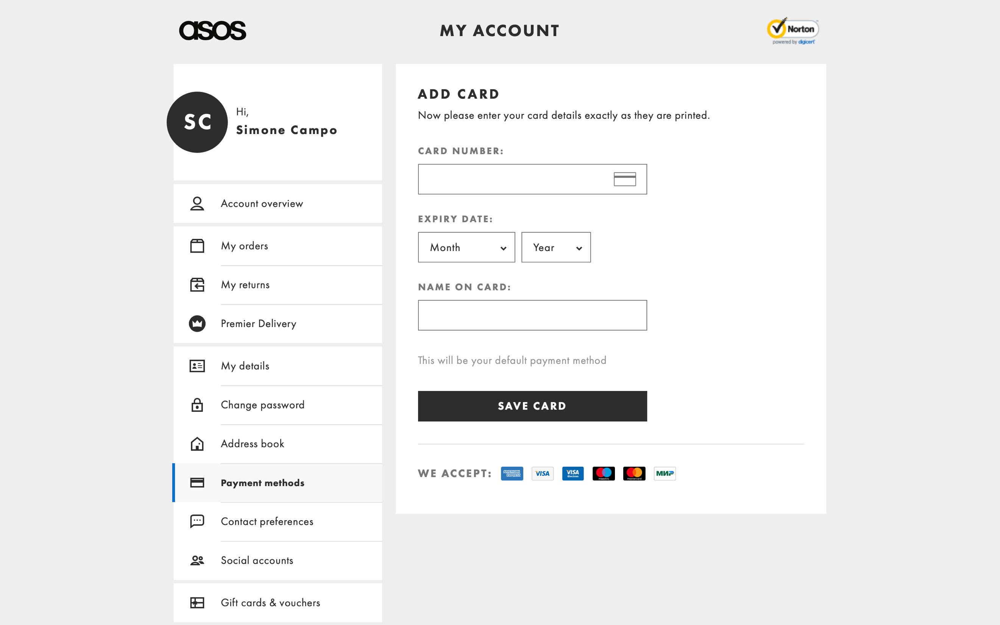 asos
MY ACCOUNT
Norton
powered by digicert
SC
Hi,
Simone Campo
Account overview
My orders
My returns
Premier Delivery
My details
Change password
Address book
Payment methods
Contact preferences
Social accounts
Gift cards & vouchers
ADD CARD
Now please enter your card details exactly as they are printed.
CARD NUMBER:
EXPIRY DATE:
Month
Year
NAME ON CARD:
This will be your default payment method
SAVE CARD
WE ACCEPT:
AMERICAN EXPRESS
VISA
VISA Electron
maestro
mastercard
МИР